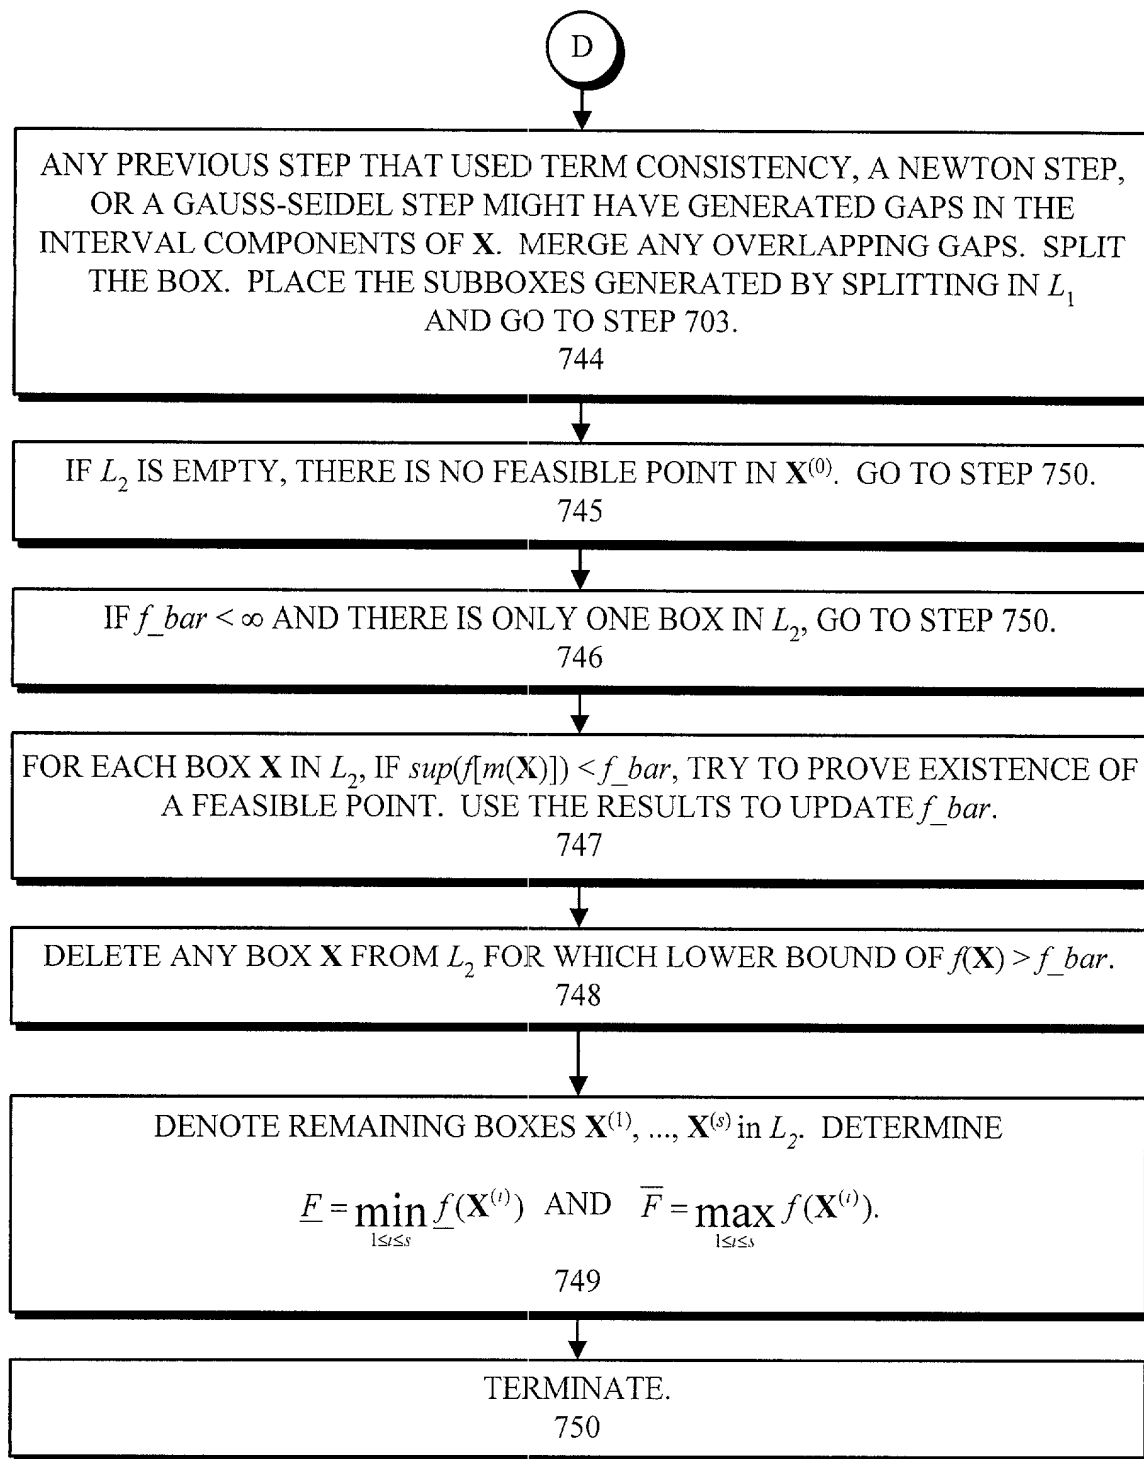 D
ANY PREVIOUS STEP THAT USED TERM CONSISTENCY, A NEWTON STEP,
OR A GAUSS-SEIDEL STEP MIGHT HAVE GENERATED GAPS IN THE
INTERVAL COMPONENTS OF X. MERGE ANY OVERLAPPING GAPS. SPLIT
THE BOX. PLACE THE SUBBOXES GENERATED BY SPLITTING IN L₁
AND GO TO STEP 703.
744
IF L₂ IS EMPTY, THERE IS NO FEASIBLE POINT IN X⁽⁰⁾. GO TO STEP 750.
745
IF f_bar < ∞ AND THERE IS ONLY ONE BOX IN L₂, GO TO STEP 750.
746
FOR EACH BOX X IN L₂, IF sup(f[m(X)]) < f_bar, TRY TO PROVE EXISTENCE OF
A FEASIBLE POINT. USE THE RESULTS TO UPDATE f_bar.
747
DELETE ANY BOX X FROM L₂ FOR WHICH LOWER BOUND OF f(X) > f_bar.
748
DENOTE REMAINING BOXES X⁽¹⁾, ..., X⁽ˢ⁾ in L₂. DETERMINE
F̲ = min f̲(X⁽ⁱ⁾) AND F̅ = max f(X⁽ⁱ⁾).
1≤i≤s 1≤i≤s
749
TERMINATE.
750